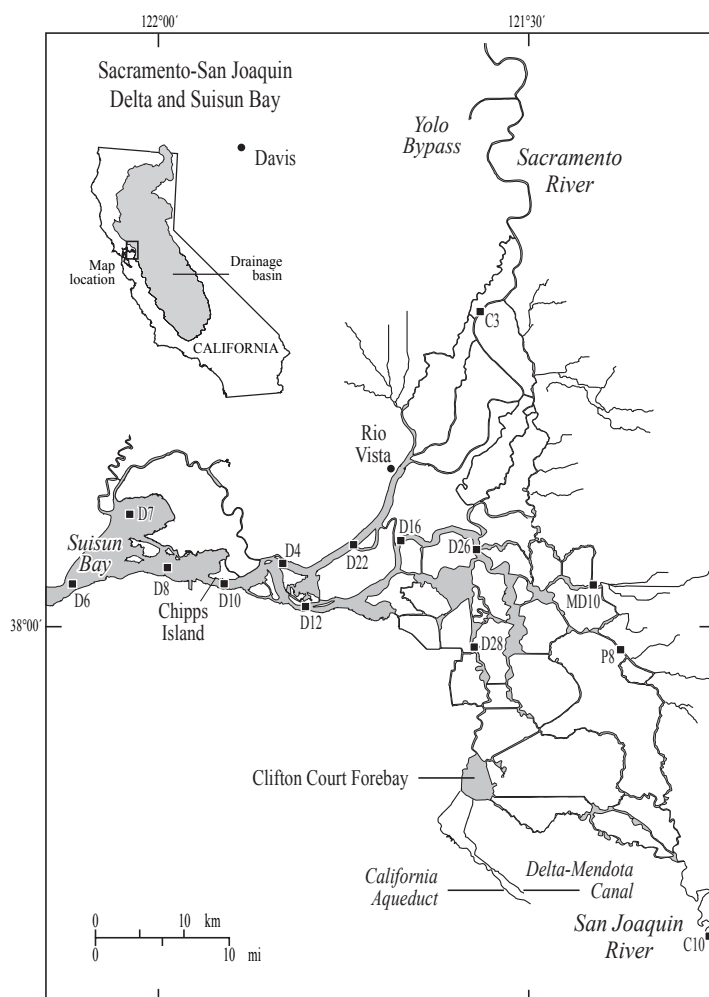 122°00′
121°30′
Sacramento-San Joaquin
Delta and Suisun Bay
Yolo
Bypass
Davis
Sacramento
River
Map
location
Drainage
basin
C3
CALIFORNIA
Rio
Vista
D7
D16
Suisun
Bay
D4
D22
D26
D6
D8
Chipps
Island
D10
D12
MD10
38°00′
D28
P8
Clifton Court Forebay
California
Aqueduct
Delta-Mendota
Canal
San Joaquin
River
C10
0 10 km
0 10 mi